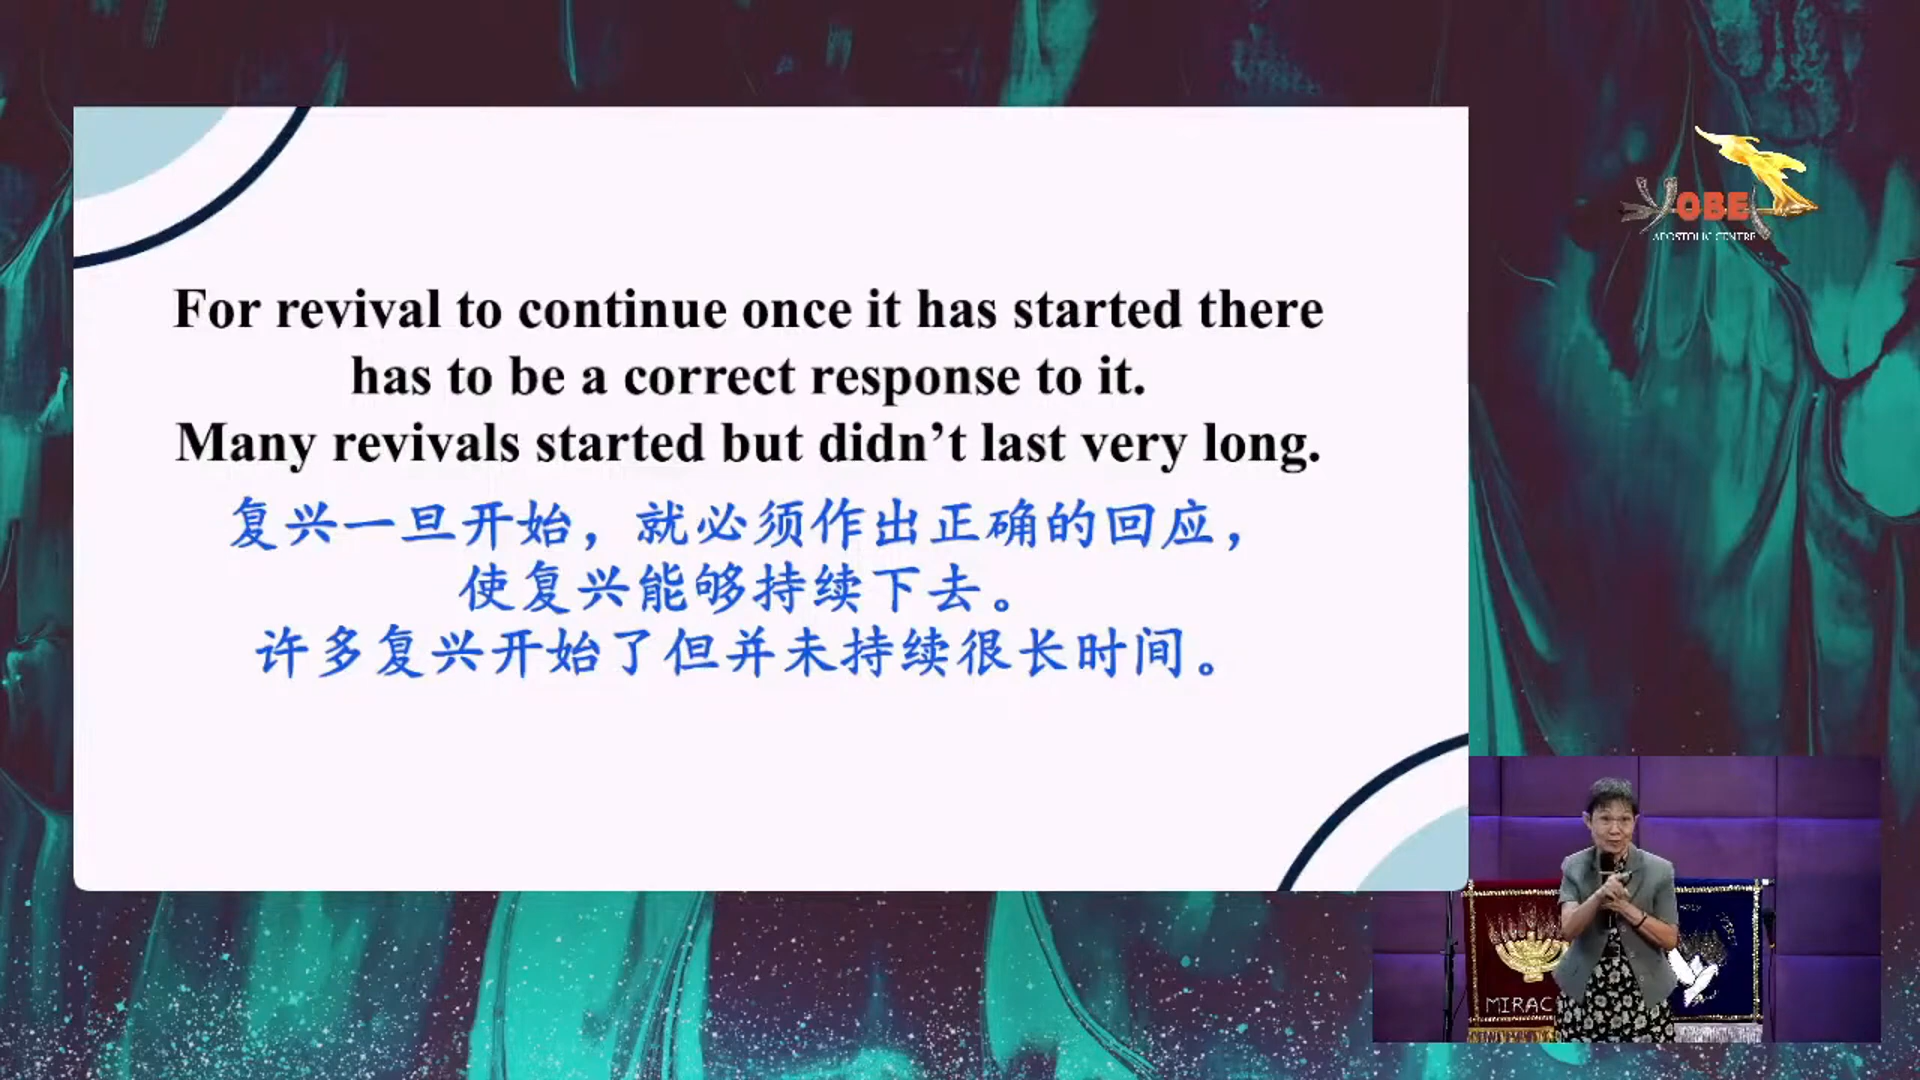 For revival to continue once it has started there
has to be a correct response to it.
Many revivals started but didn’t last very long.
复兴一旦开始，就必须作出正确的回应，
使复兴能够持续下去。
许多复兴开始了但并未持续很长时间。
YOBEL
APOSTOLIC CENTRE
MIRAC